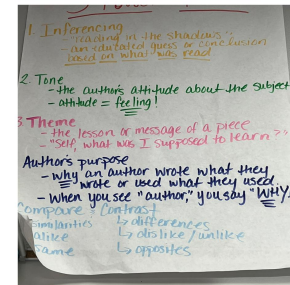 1. Inferencing
- "reading in the shadows"
- an educated guess or conclusion
based on what was read
2. Tone
- the author's attitude about the subject
- attitude = feeling!
3. Theme
- the lesson or message of a piece
- "Self, what was I supposed to learn?"
Author's purpose
- why an author wrote what they
wrote or used what they used
- When you see "author," you say "WHY"
Compare & Contrast
Similarities ↳ differences
alike ↳ dislike / unlike
Same ↳ opposites